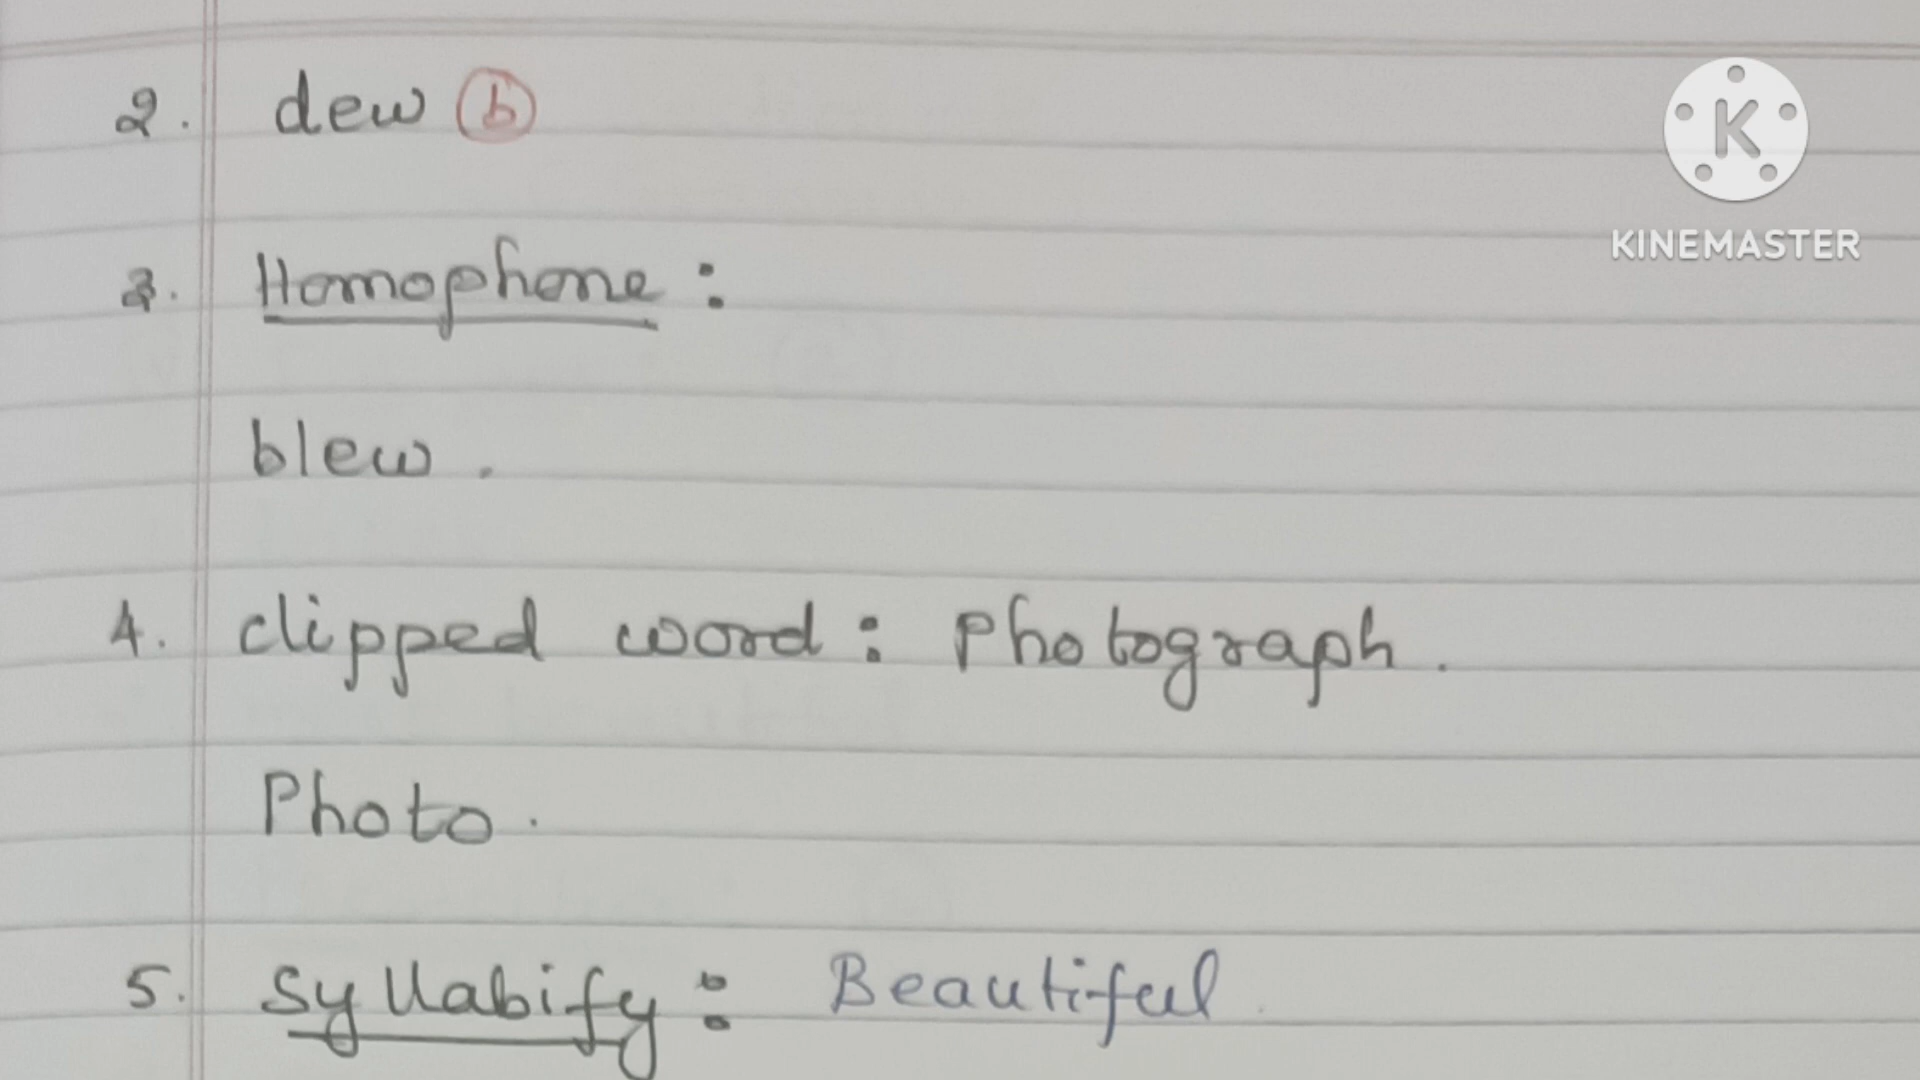 2. dew b
K
KINEMASTER
3. Homophone :
blew.
4. clipped word : Photograph.
Photo.
5. Syllabify : Beautiful.